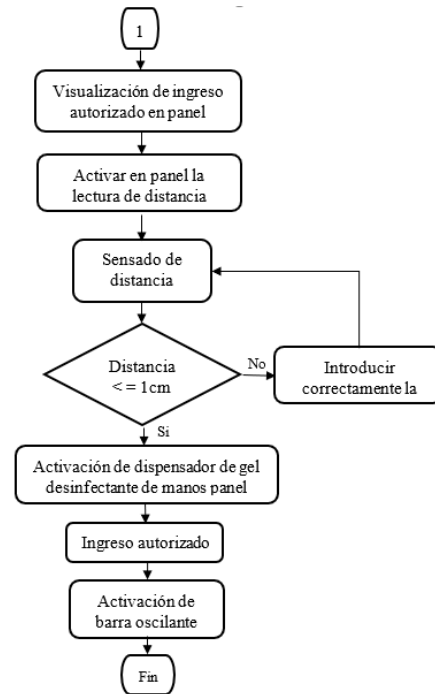 1
Visualización de ingreso
autorizado en panel
Activar en panel la
lectura de distancia
Sensado de
distancia
Distancia
< = 1cm
No
Introducir
correctamente la
Si
Activación de dispensador de gel
desinfectante de manos panel
Ingreso autorizado
Activación de
barra oscilante
Fin